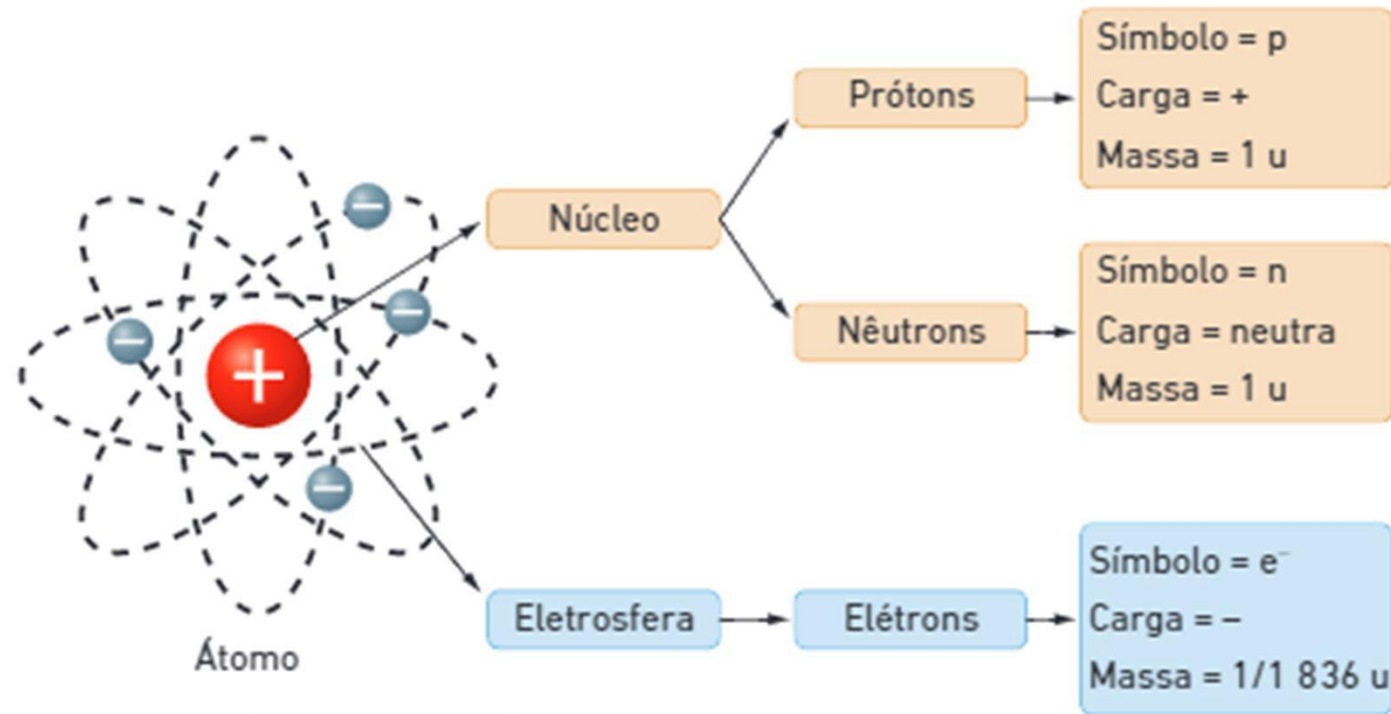 Átomo
Núcleo
Prótons
Símbolo = p
Carga = +
Massa = 1 u
Nêutrons
Símbolo = n
Carga = neutra
Massa = 1 u
Eletrosfera
Elétrons
Símbolo = e⁻
Carga = –
Massa = 1/1 836 u
+
−
−
−
−